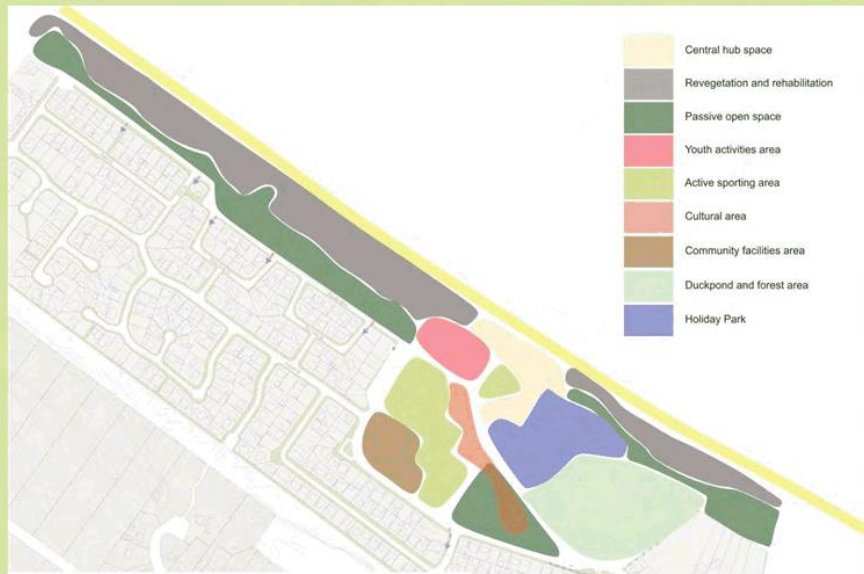 Central hub space
Revegetation and rehabilitation
Passive open space
Youth activities area
Active sporting area
Cultural area
Community facilities area
Duckpond and forest area
Holiday Park